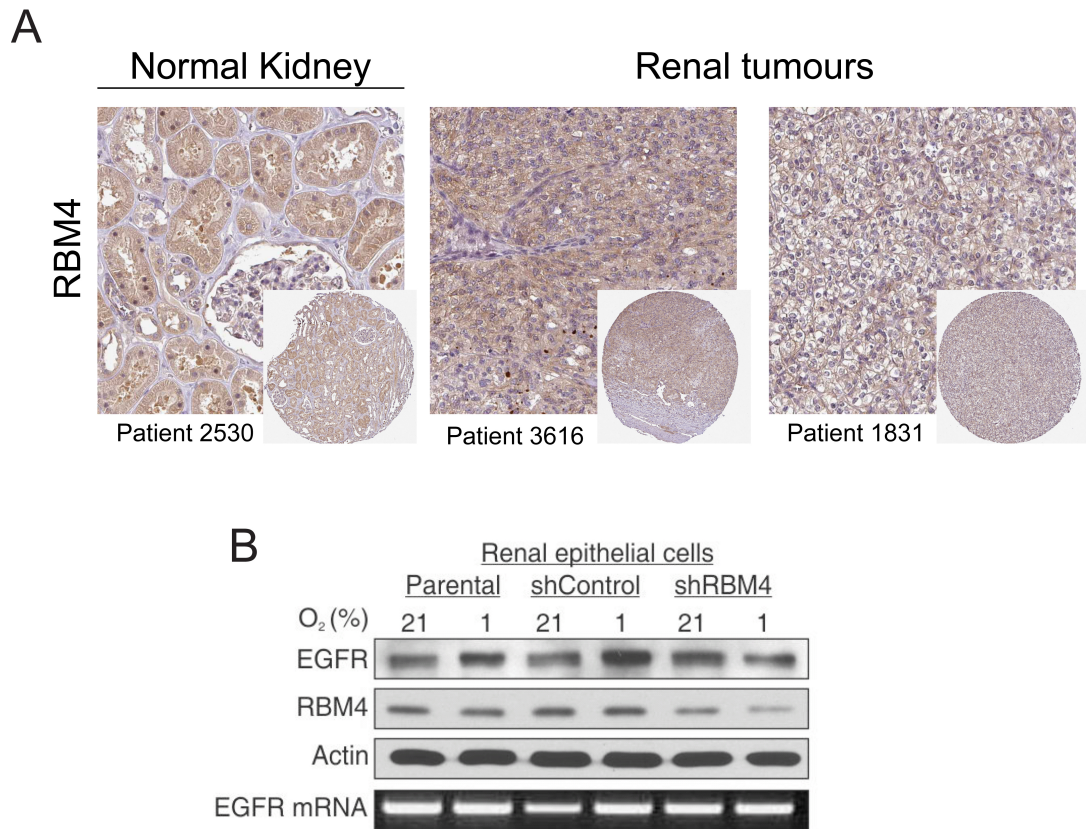 A
Normal Kidney
Renal tumours
RBM4
Patient 2530
Patient 3616
Patient 1831
B
Renal epithelial cells
Parental shControl shRBM4
O₂(%) 21 1 21 1 21 1
EGFR
RBM4
Actin
EGFR mRNA